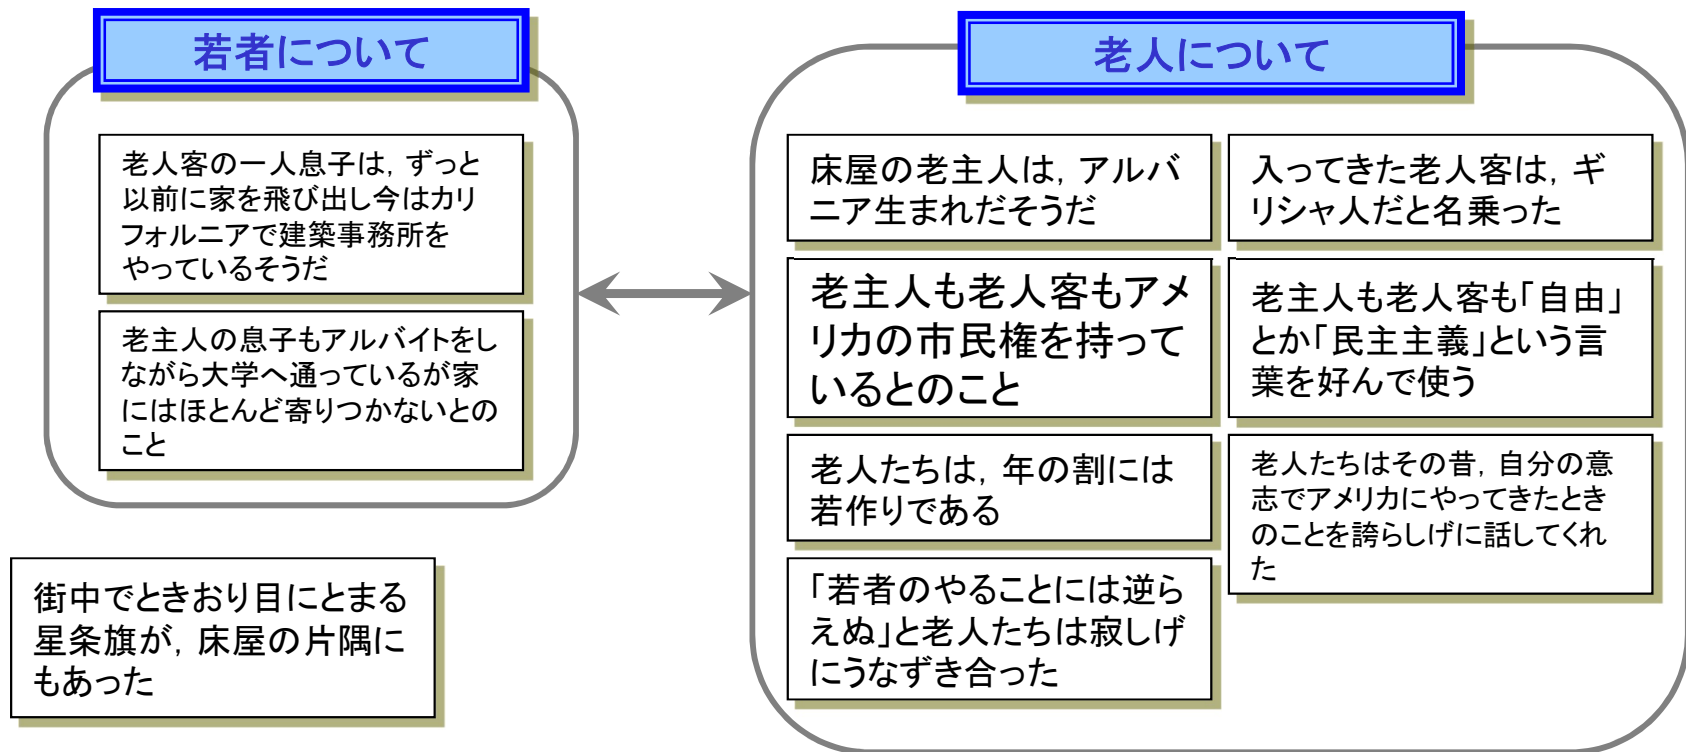 若者について
老人客の一人息子は，ずっと
以前に家を飛び出し今はカリ
フォルニアで建築事務所を
やっているそうだ
老主人の息子もアルバイトをし
ながら大学へ通っているが家
にはほとんど寄りつかないとの
こと
街中でときおり目にとまる
星条旗が，床屋の片隅に
もあった
老人について
床屋の老主人は，アルバ
ニア生まれだそうだ
入ってきた老人客は，ギ
リシャ人だと名乗った
老主人も老人客もアメ
リカの市民権を持って
いるとのこと
老主人も老人客も「自由」
とか「民主主義」という言
葉を好んで使う
老人たちは，年の割には
若作りである
老人たちはその昔，自分の意
志でアメリカにやってきたとき
のことを誇らしげに話してくれ
た
「若者のやることには逆ら
えぬ」と老人たちは寂しげ
にうなずき合った